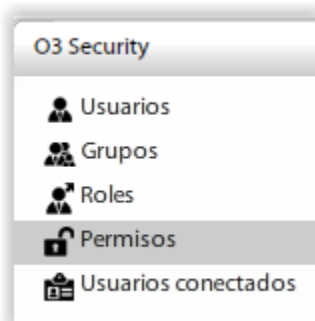 O3 Security
Usuarios
Grupos
Roles
Permisos
Usuarios conectados